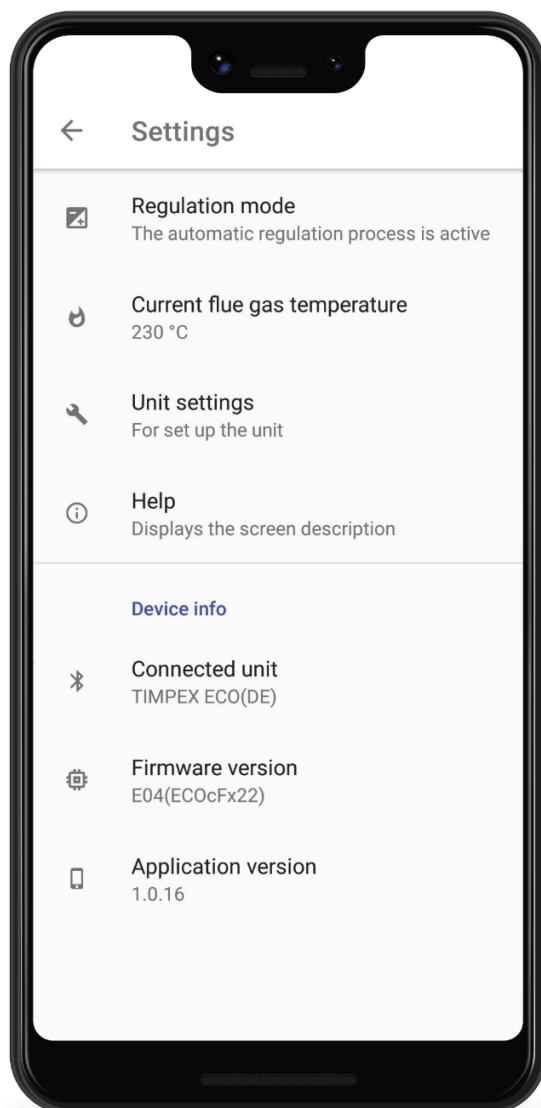 Settings
Regulation mode
The automatic regulation process is active
Current flue gas temperature
230 °C
Unit settings
For set up the unit
Help
Displays the screen description
Device info
Connected unit
TIMPEX ECO(DE)
Firmware version
E04(ECOcFx22)
Application version
1.0.16